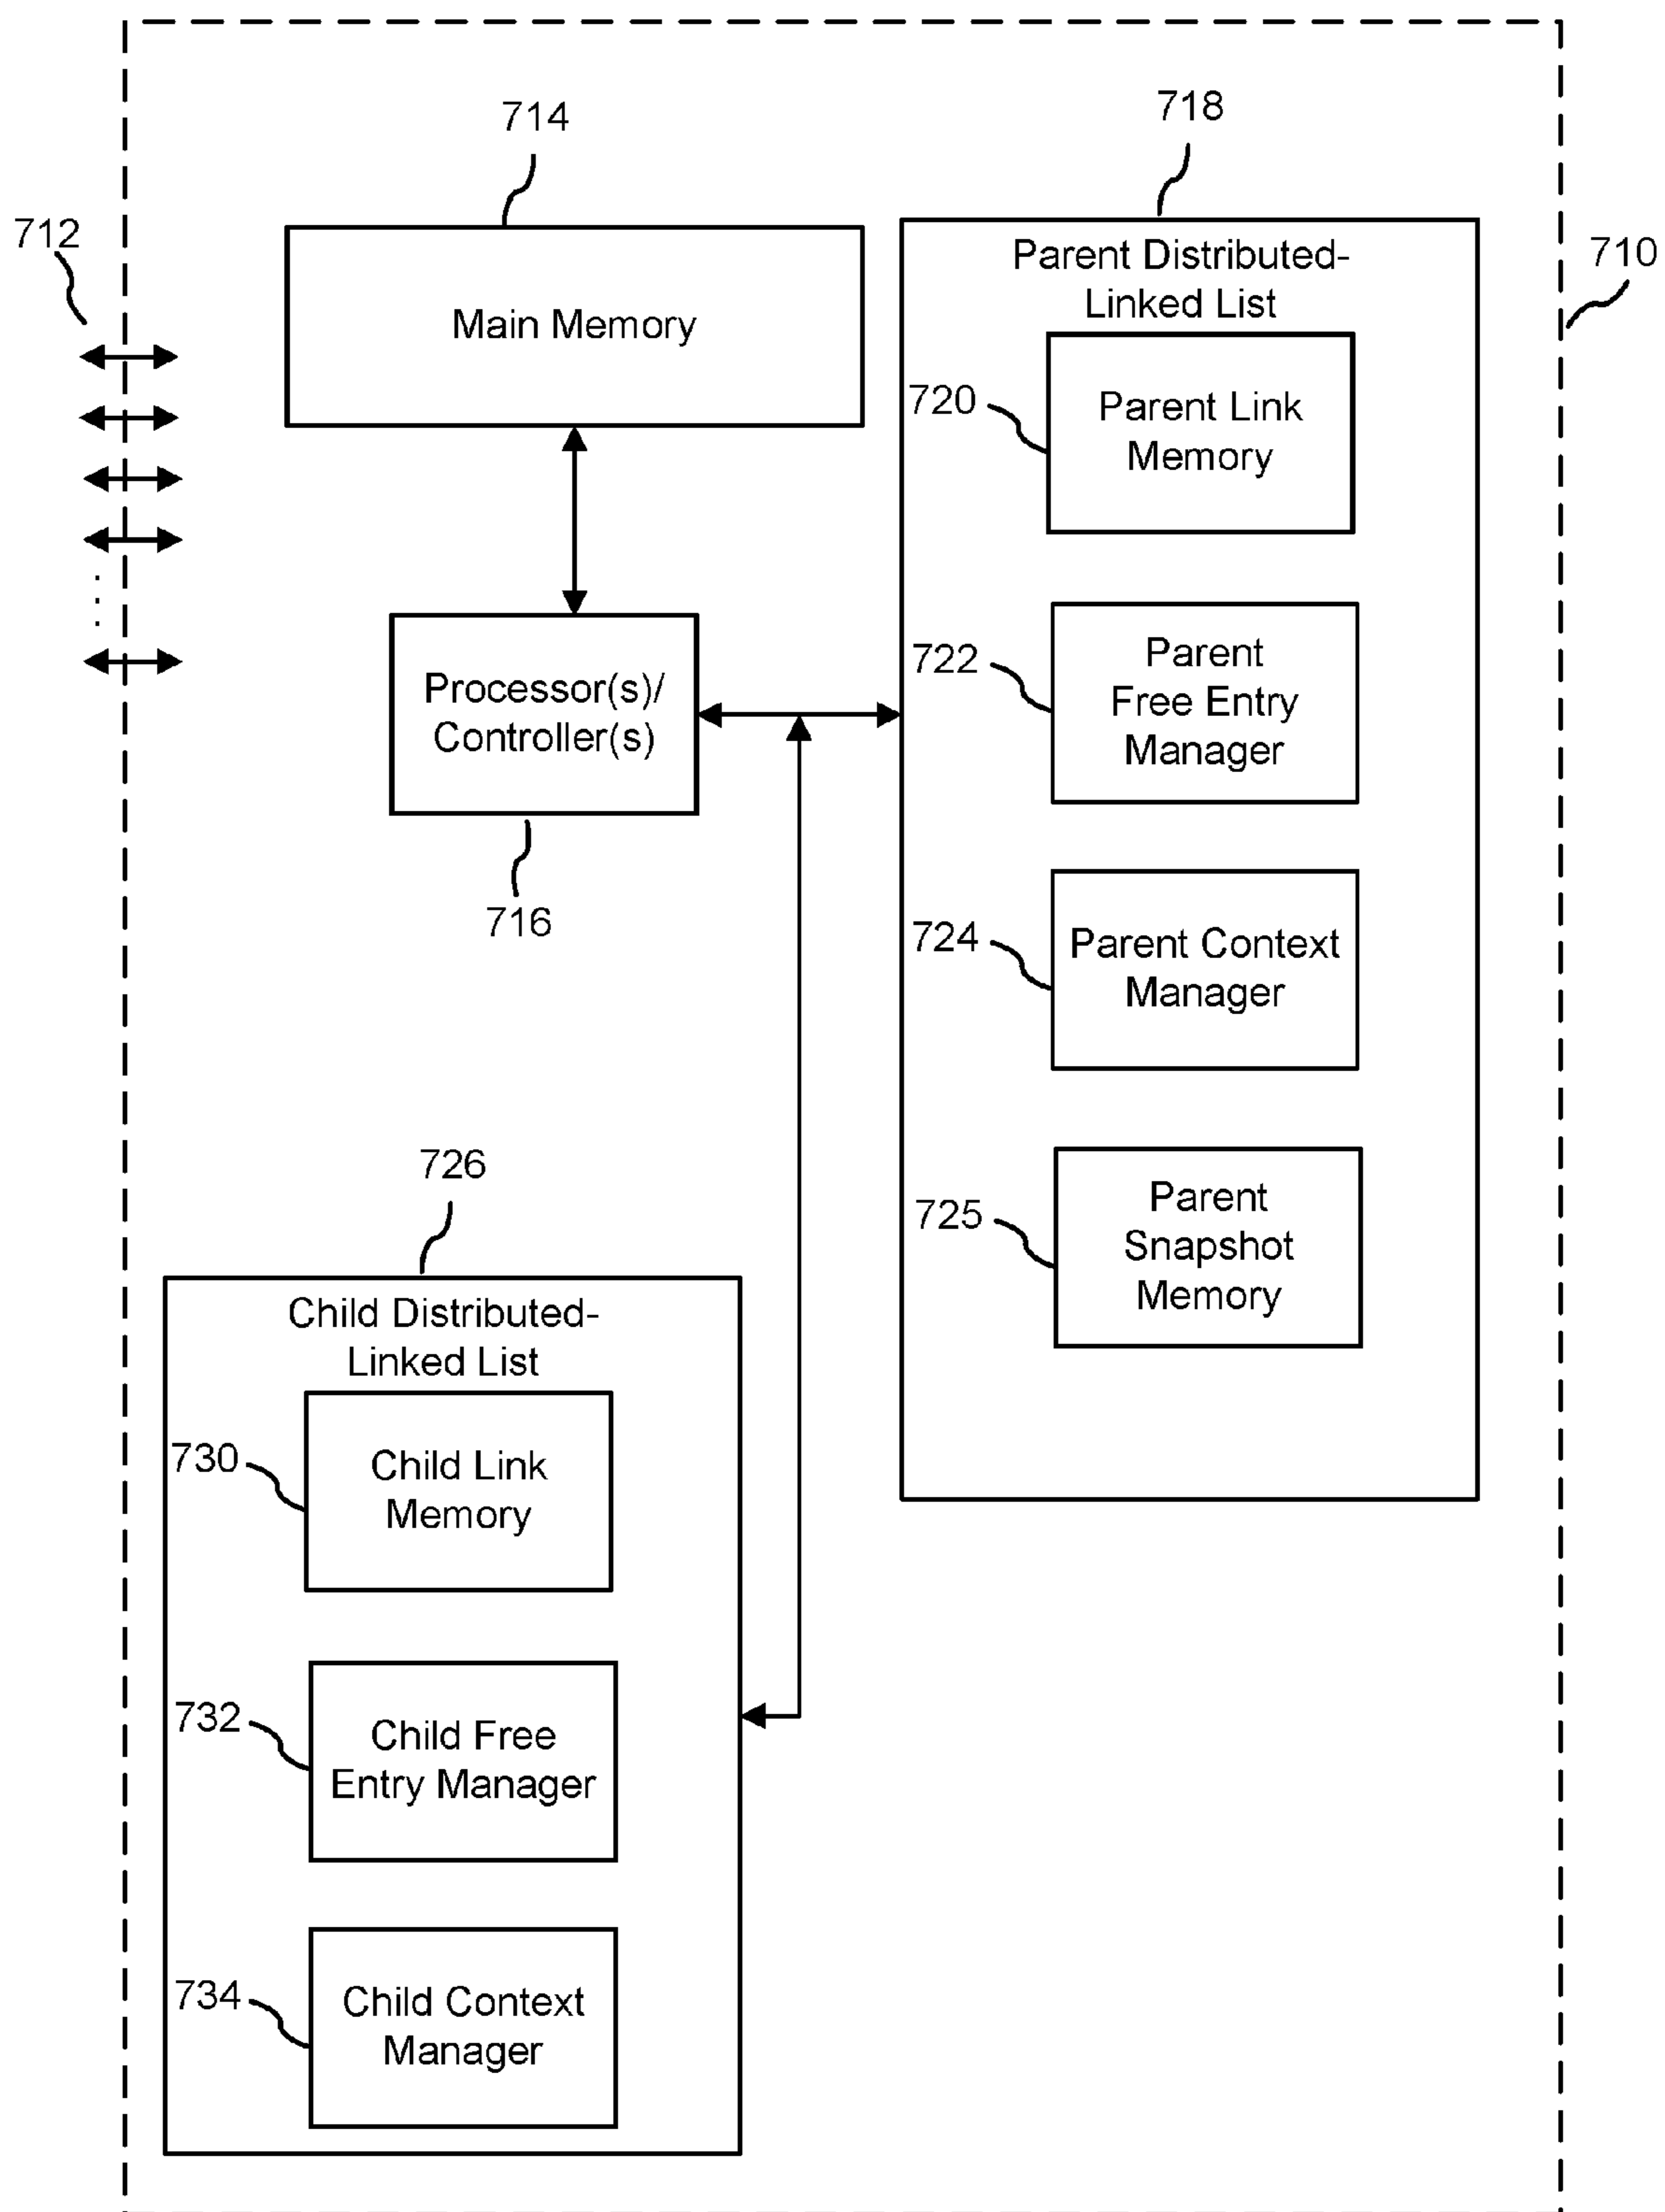 714
718
712
710
Main Memory
Parent Distributed-
Linked List
720
Parent Link
Memory
722
Parent
Free Entry
Manager
Processor(s)/
Controller(s)
716
724
Parent Context
Manager
725
Parent
Snapshot
Memory
726
Child Distributed-
Linked List
730
Child Link
Memory
732
Child Free
Entry Manager
734
Child Context
Manager